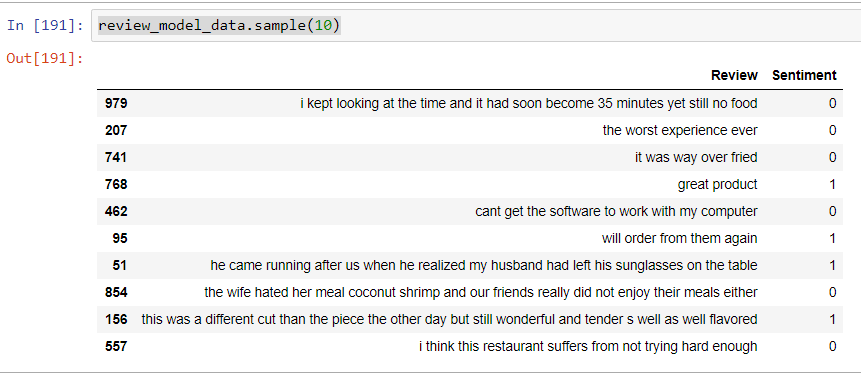 In [191]: review_model_data.sample(10)
Out[191]:
Review Sentiment
979 i kept looking at the time and it had soon become 35 minutes yet still no food 0
207 the worst experience ever 0
741 it was way over fried 0
768 great product 1
462 cant get the software to work with my computer 0
95 will order from them again 1
51 he came running after us when he realized my husband had left his sunglasses on the table 1
854 the wife hated her meal coconut shrimp and our friends really did not enjoy their meals either 0
156 this was a different cut than the piece the other day but still wonderful and tender s well as well flavored 1
557 i think this restaurant suffers from not trying hard enough 0